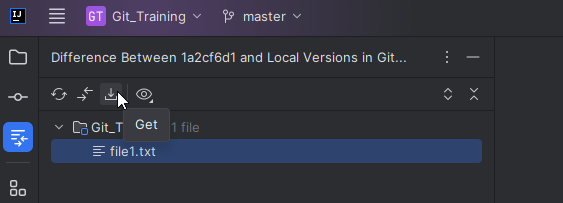 IJ
GT Git_Training master
Difference Between 1a2cf6d1 and Local Versions in Git...
Git_T 1 file
Get
file1.txt